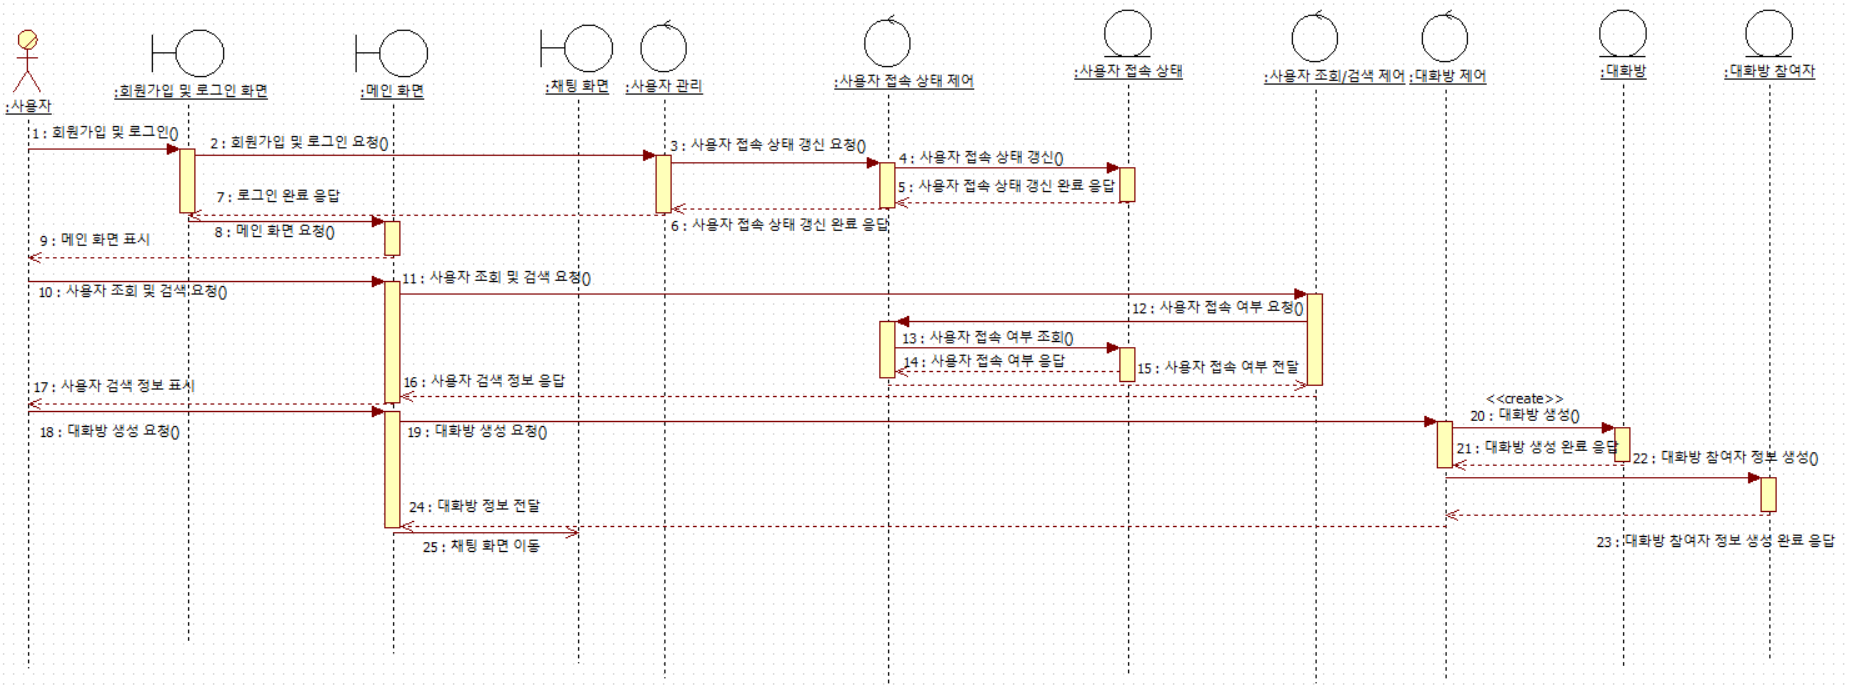 :사용자
:회원가입 및 로그인 화면
:메인 화면
:채팅 화면
:사용자 관리
:사용자 접속 상태 제어
:사용자 접속 상태
:사용자 조회/검색 제어
:대화방 제어
:대화방
:대화방 참여자
1 : 회원가입 및 로그인()
2 : 회원가입 및 로그인 요청()
3 : 사용자 접속 상태 갱신 요청()
4 : 사용자 접속 상태 갱신()
5 : 사용자 접속 상태 갱신 완료 응답
6 : 사용자 접속 상태 갱신 완료 응답
7 : 로그인 완료 응답
8 : 메인 화면 요청()
9 : 메인 화면 표시
10 : 사용자 조회 및 검색 요청()
11 : 사용자 조회 및 검색 요청()
12 : 사용자 접속 여부 요청()
13 : 사용자 접속 여부 조회()
14 : 사용자 접속 여부 응답
15 : 사용자 접속 여부 전달
16 : 사용자 검색 정보 응답
17 : 사용자 검색 정보 표시
18 : 대화방 생성 요청()
19 : 대화방 생성 요청()
<<create>>
20 : 대화방 생성()
21 : 대화방 생성 완료 응답
22 : 대화방 참여자 정보 생성()
23 : 대화방 참여자 정보 생성 완료 응답
24 : 대화방 정보 전달
25 : 채팅 화면 이동